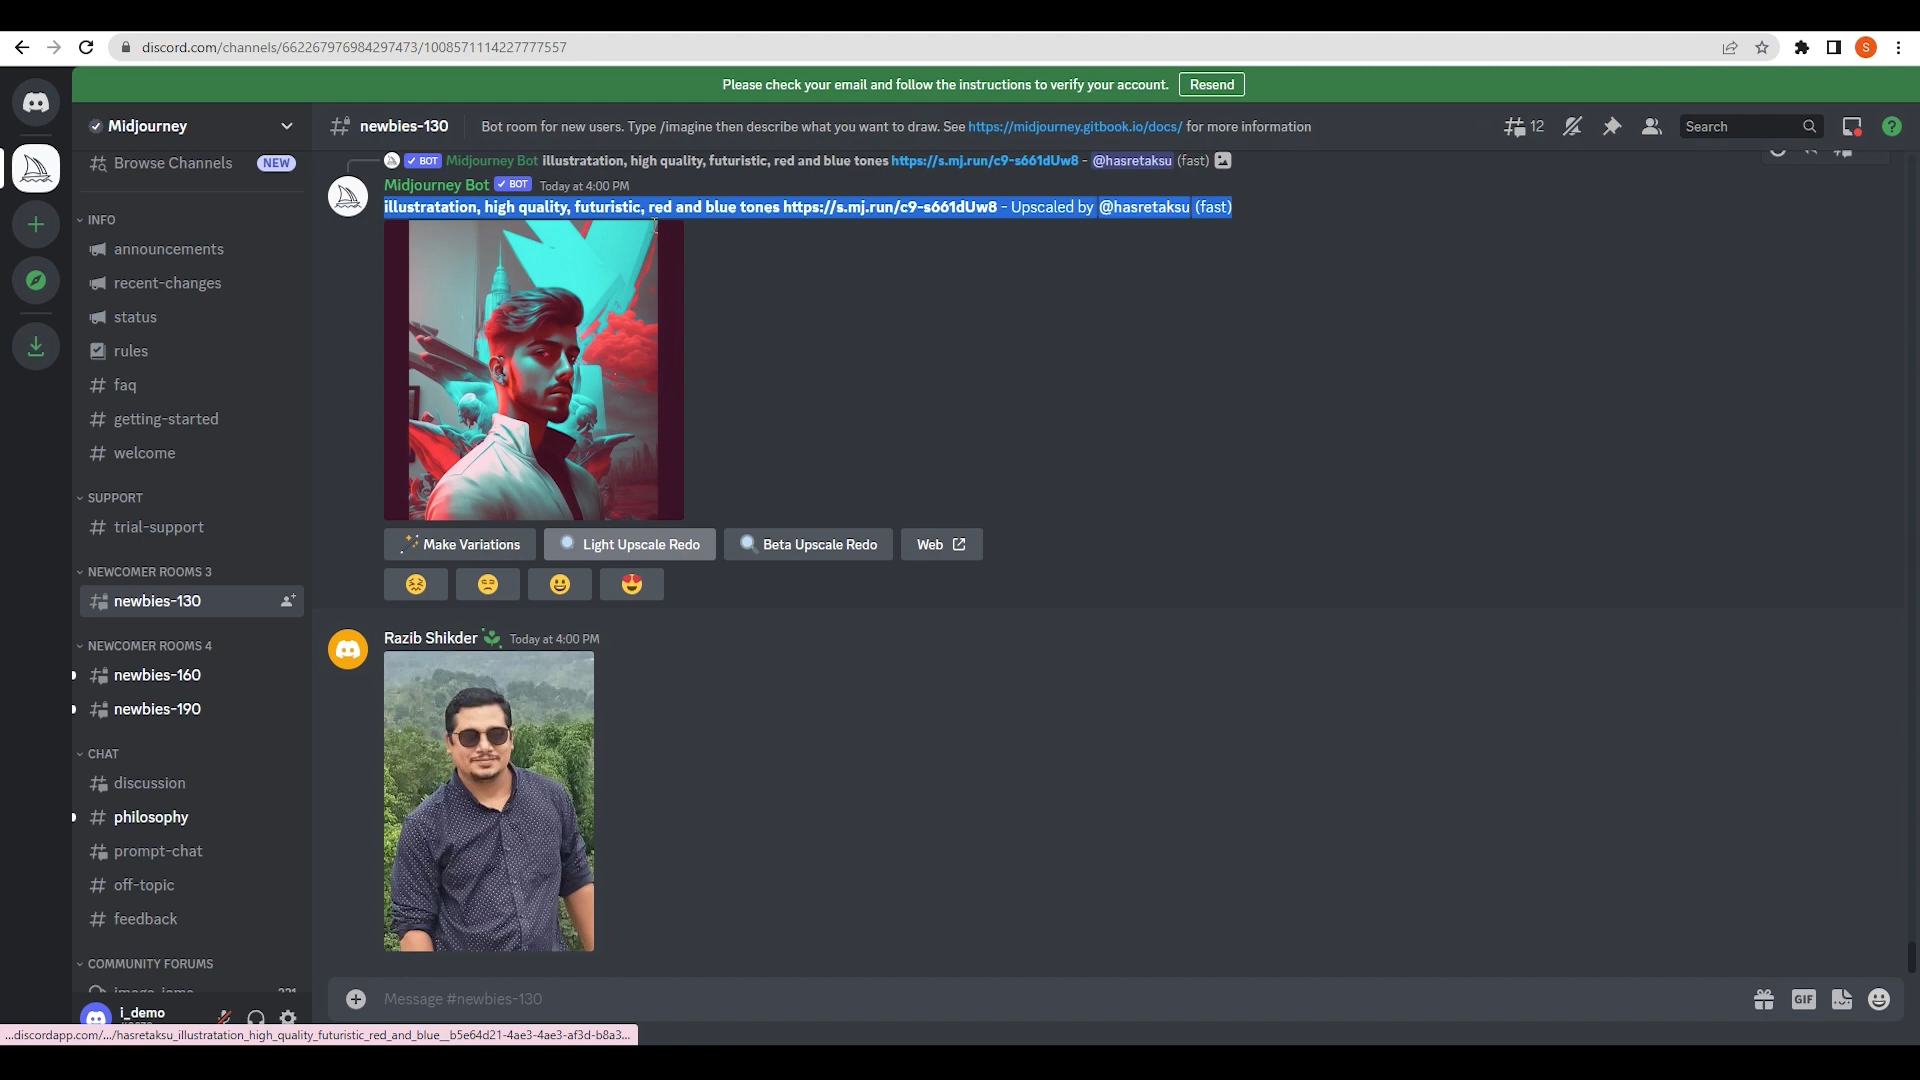 discord.com/channels/662267976984297473/1008571114227777557
S
Please check your email and follow the instructions to verify your account. Resend
Midjourney
newbies-130
Bot room for new users. Type /imagine then describe what you want to draw. See https://midjourney.gitbook.io/docs/ for more information
12
Search
Browse Channels NEW
INFO
announcements
recent-changes
status
rules
faq
getting-started
welcome
SUPPORT
trial-support
NEWCOMER ROOMS 3
newbies-130
NEWCOMER ROOMS 4
newbies-160
newbies-190
CHAT
discussion
philosophy
prompt-chat
off-topic
feedback
COMMUNITY FORUMS
i_demo
BOT Midjourney Bot illustratation, high quality, futuristic, red and blue tones https://s.mj.run/c9-s661dUw8 - @hasretaksu (fast)
Midjourney Bot BOT Today at 4:00 PM
illustratation, high quality, futuristic, red and blue tones https://s.mj.run/c9-s661dUw8 - Upscaled by @hasretaksu (fast)
Make Variations
Light Upscale Redo
Beta Upscale Redo
Web
Razib Shikder Today at 4:00 PM
Message #newbies-130
GIF
...discordapp.com/.../hasretaksu_illustratation_high_quality_futuristic_red_and_blue__b5e64d21-4ae3-4ae3-af3d-b8a3...